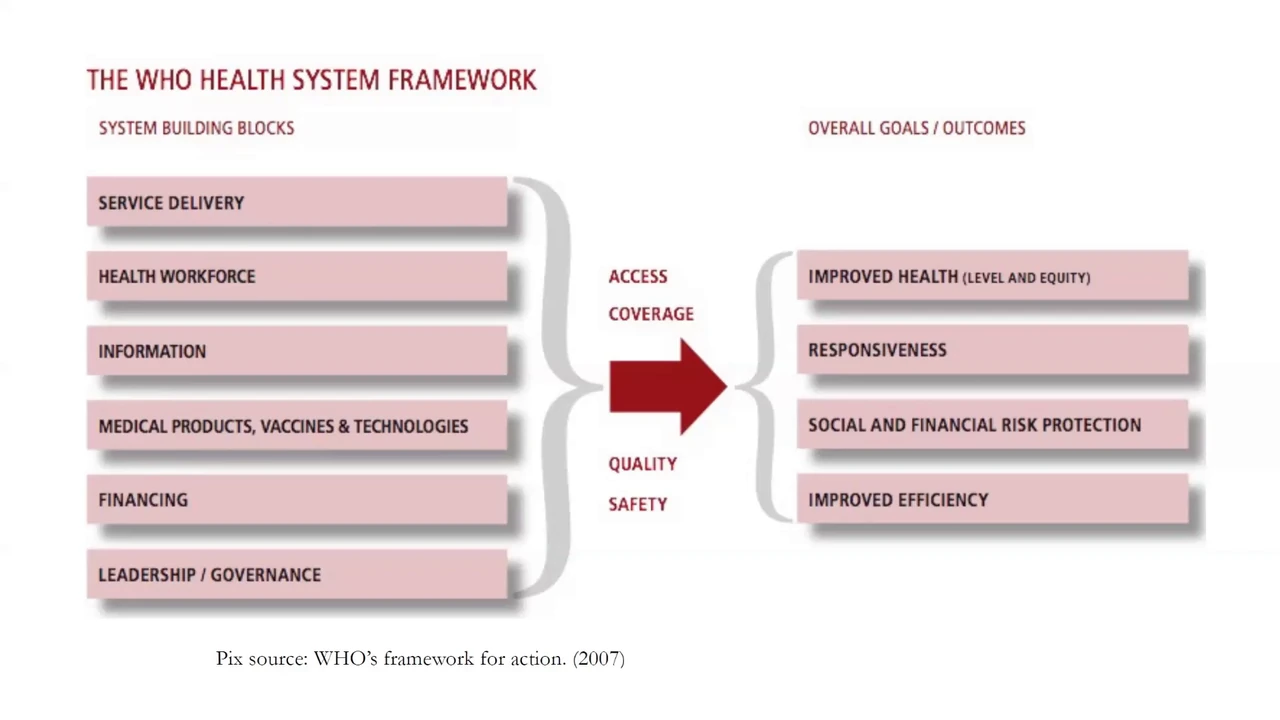 THE WHO HEALTH SYSTEM FRAMEWORK
SYSTEM BUILDING BLOCKS
OVERALL GOALS / OUTCOMES
SERVICE DELIVERY
HEALTH WORKFORCE
INFORMATION
MEDICAL PRODUCTS, VACCINES & TECHNOLOGIES
FINANCING
LEADERSHIP / GOVERNANCE
ACCESS
COVERAGE
QUALITY
SAFETY
IMPROVED HEALTH (LEVEL AND EQUITY)
RESPONSIVENESS
SOCIAL AND FINANCIAL RISK PROTECTION
IMPROVED EFFICIENCY
Pix source: WHO’s framework for action. (2007)